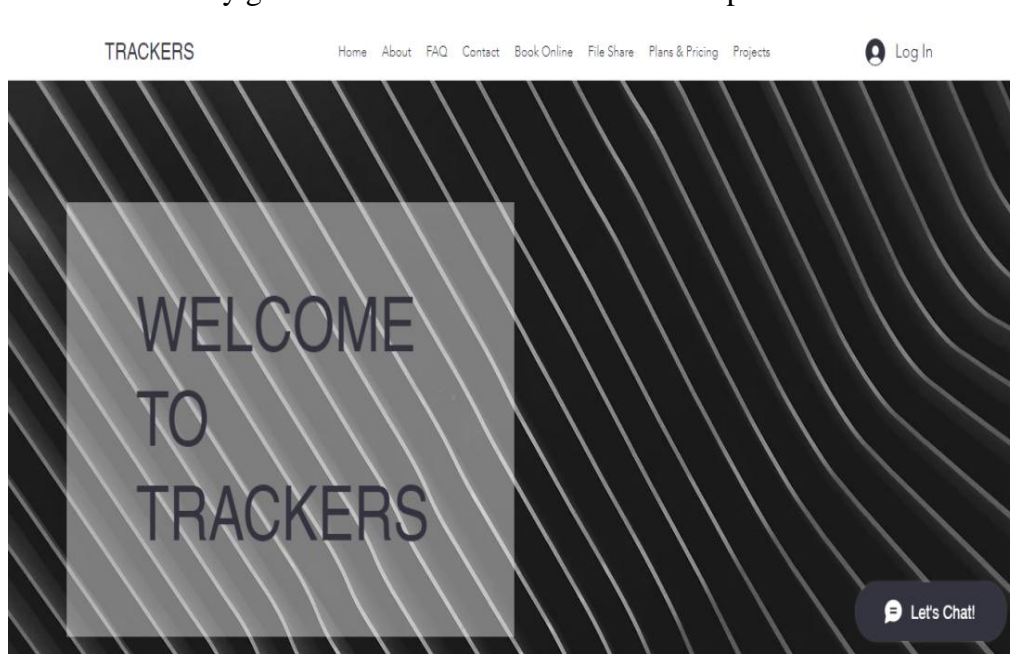 TRACKERS
Home About FAQ Contact Book Online File Share Plans & Pricing Projects
Log In
WELCOME
TO
TRACKERS
Let's Chat!